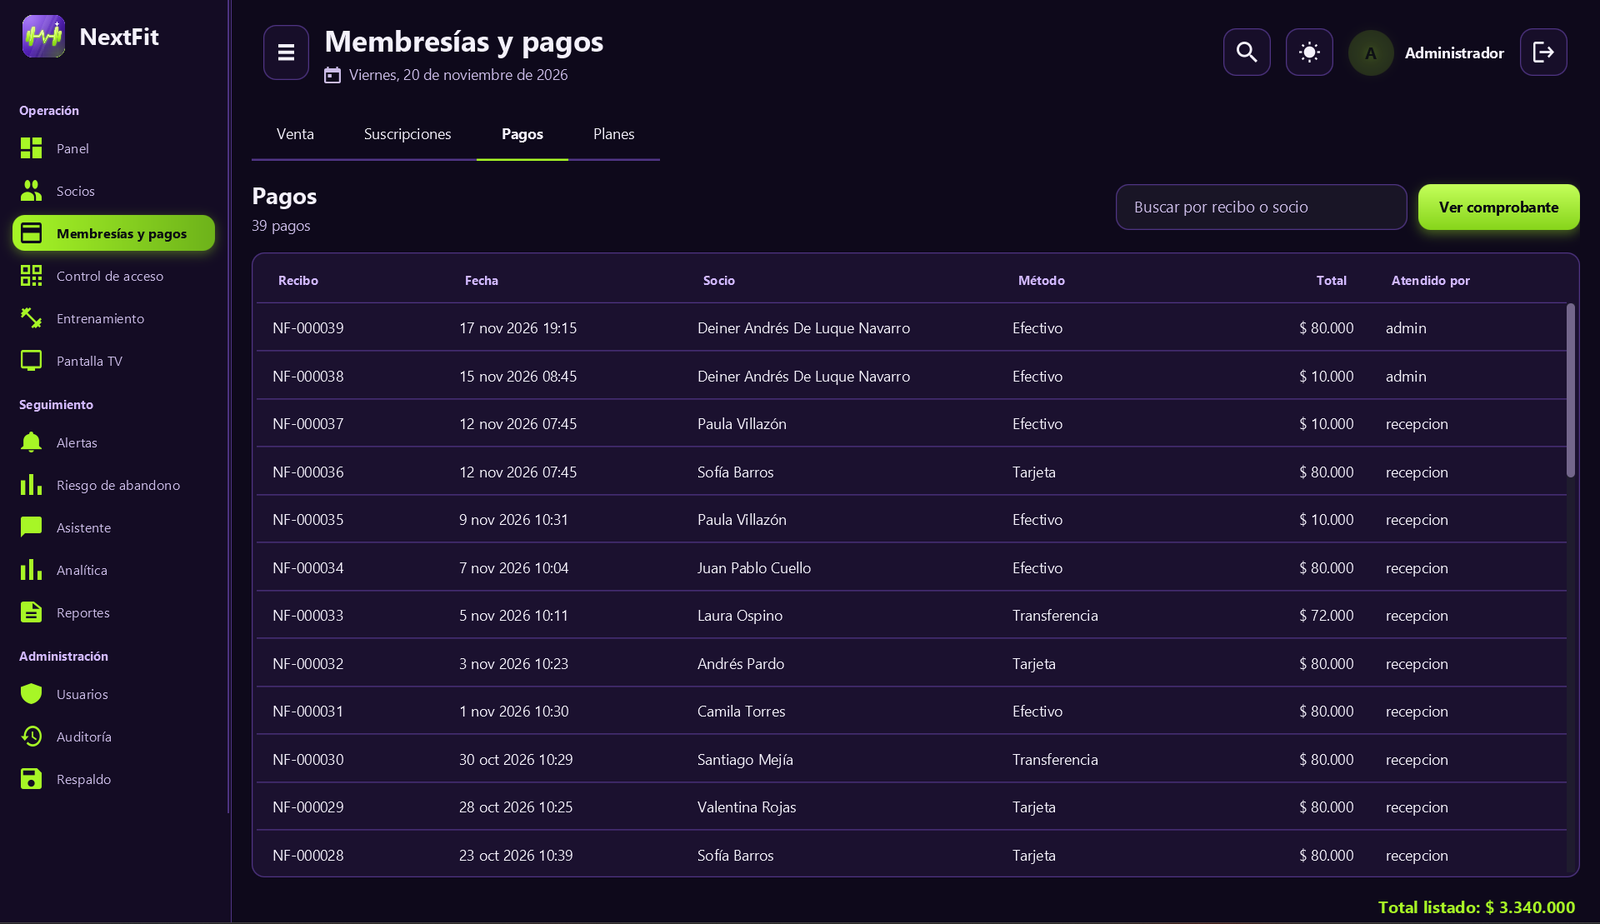 NextFit
Operación
Panel
Socios
Membresías y pagos
Control de acceso
Entrenamiento
Pantalla TV
Seguimiento
Alertas
Riesgo de abandono
Asistente
Analítica
Reportes
Administración
Usuarios
Auditoría
Respaldo
Membresías y pagos
Viernes, 20 de noviembre de 2026
A
Administrador
Venta Suscripciones Pagos Planes
Pagos
39 pagos
Buscar por recibo o socio
Ver comprobante
Recibo Fecha Socio Método Total Atendido por
NF-000039 17 nov 2026 19:15 Deiner Andrés De Luque Navarro Efectivo $ 80.000 admin
NF-000038 15 nov 2026 08:45 Deiner Andrés De Luque Navarro Efectivo $ 10.000 admin
NF-000037 12 nov 2026 07:45 Paula Villazón Efectivo $ 10.000 recepcion
NF-000036 12 nov 2026 07:45 Sofía Barros Tarjeta $ 80.000 recepcion
NF-000035 9 nov 2026 10:31 Paula Villazón Efectivo $ 10.000 recepcion
NF-000034 7 nov 2026 10:04 Juan Pablo Cuello Efectivo $ 80.000 recepcion
NF-000033 5 nov 2026 10:11 Laura Ospino Transferencia $ 72.000 recepcion
NF-000032 3 nov 2026 10:23 Andrés Pardo Tarjeta $ 80.000 recepcion
NF-000031 1 nov 2026 10:30 Camila Torres Efectivo $ 80.000 recepcion
NF-000030 30 oct 2026 10:29 Santiago Mejía Transferencia $ 80.000 recepcion
NF-000029 28 oct 2026 10:25 Valentina Rojas Tarjeta $ 80.000 recepcion
NF-000028 23 oct 2026 10:39 Sofía Barros Tarjeta $ 80.000 recepcion
Total listado: $ 3.340.000